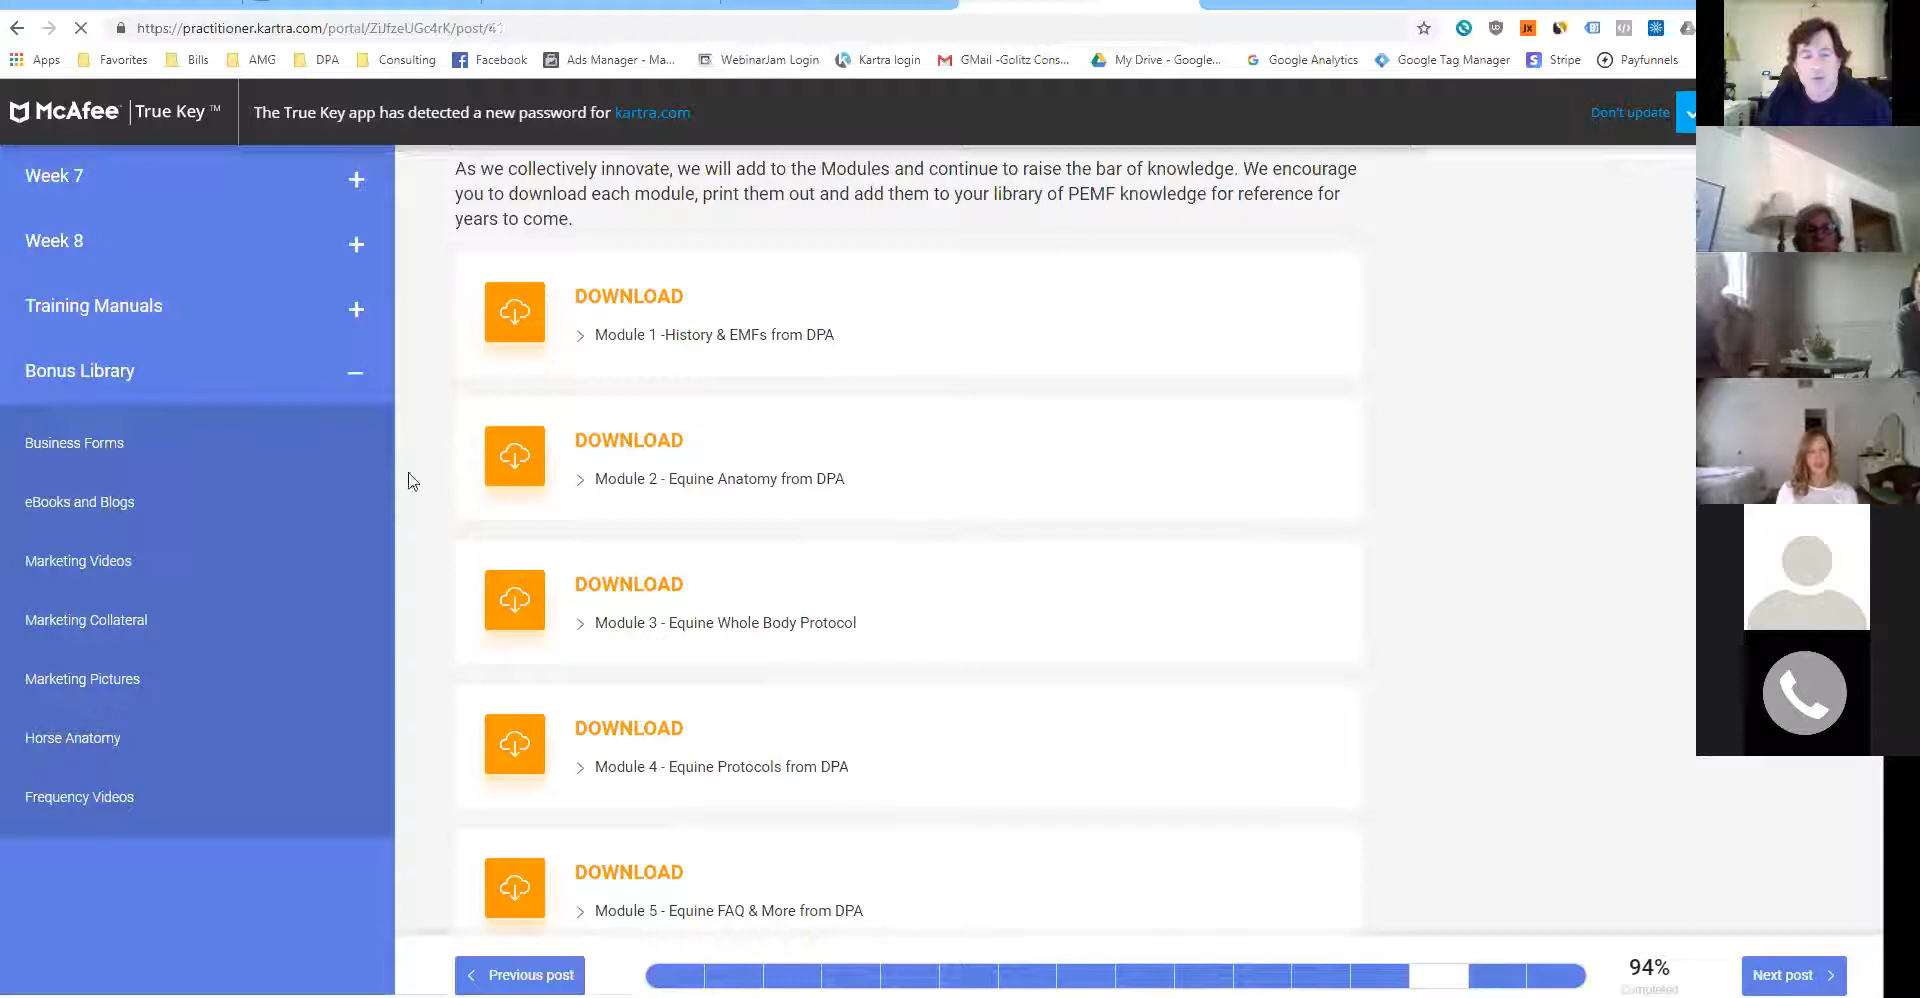 https://practitioner.kartra.com/portal/ZiJfzeUGc4rK/post/4
Apps Favorites Bills AMG DPA Consulting Facebook Ads Manager - Ma... WebinarJam Login Kartra login GMail -Golitz Cons... My Drive - Google... Google Analytics Google Tag Manager Stripe Payfunnels
McAfee True Key™ The True Key app has detected a new password for kartra.com Don't update
Week 7
Week 8
Training Manuals
Bonus Library
Business Forms
eBooks and Blogs
Marketing Videos
Marketing Collateral
Marketing Pictures
Horse Anatomy
Frequency Videos
As we collectively innovate, we will add to the Modules and continue to raise the bar of knowledge. We encourage
you to download each module, print them out and add them to your library of PEMF knowledge for reference for
years to come.
DOWNLOAD
Module 1 -History & EMFs from DPA
DOWNLOAD
Module 2 - Equine Anatomy from DPA
DOWNLOAD
Module 3 - Equine Whole Body Protocol
DOWNLOAD
Module 4 - Equine Protocols from DPA
DOWNLOAD
Module 5 - Equine FAQ & More from DPA
Previous post
94%
Completed
Next post